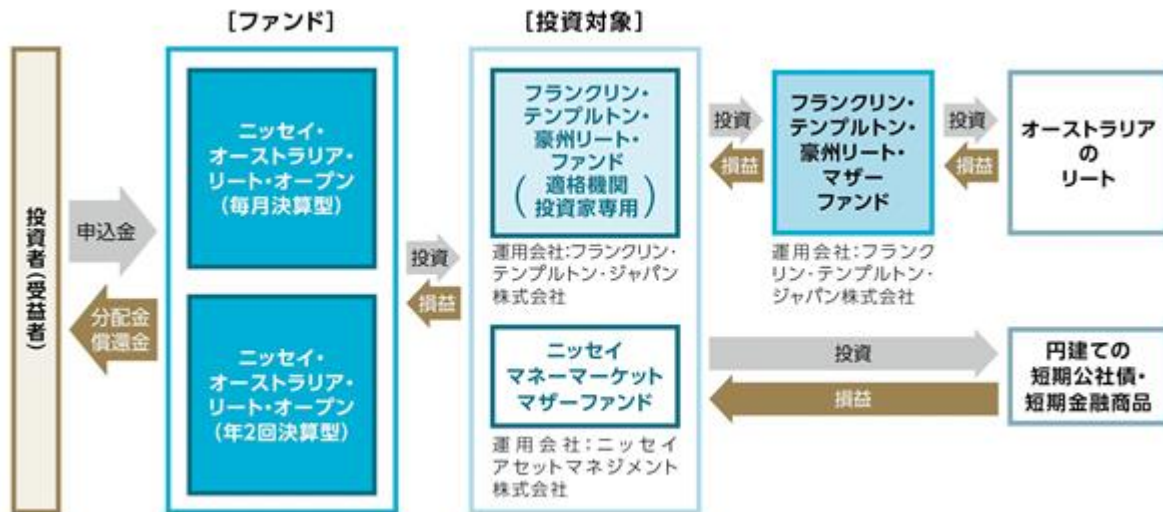 [ファンド]
[投資対象]
投資者(受益者)
申込金
分配金
償還金
ニッセイ・
オーストラリア・
リート・オープン
(毎月決算型)
ニッセイ・
オーストラリア・
リート・オープン
(年2回決算型)
投資
損益
フランクリン・
テンプルトン・
豪州リート・
ファンド
(適格機関
投資家専用)
運用会社:フランクリン・
テンプルトン・ジャパン
株式会社
ニッセイ
マネーマーケット
マザーファンド
運用会社:ニッセイ
アセットマネジメント
株式会社
投資
損益
フランクリン・
テンプルトン・
豪州リート・
マザー
ファンド
運用会社:フランク
リン・テンプルトン・
ジャパン株式会社
投資
損益
オーストラリア
の
リート
投資
損益
円建ての
短期公社債・
短期金融商品